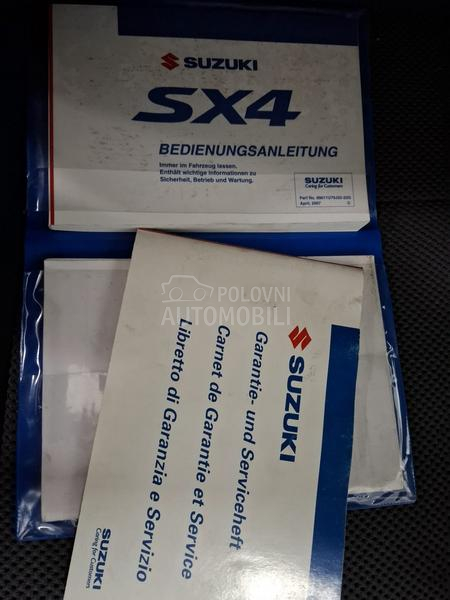 SUZUKI
SX4
BEDIENUNGSANLEITUNG
Immer im Fahrzeug lassen.
Enthält wichtige Informationen zu
Sicherheit, Betrieb und Wartung.
SUZUKI
Caring for Customers
April, 2007
POLOVNI
AUTOMOBILI
SUZUKI
Garantie- und Serviceheft
Carnet de Garantie et Service
Libretto di Garanzia e Servizio
SUZUKI
Caring for Customers